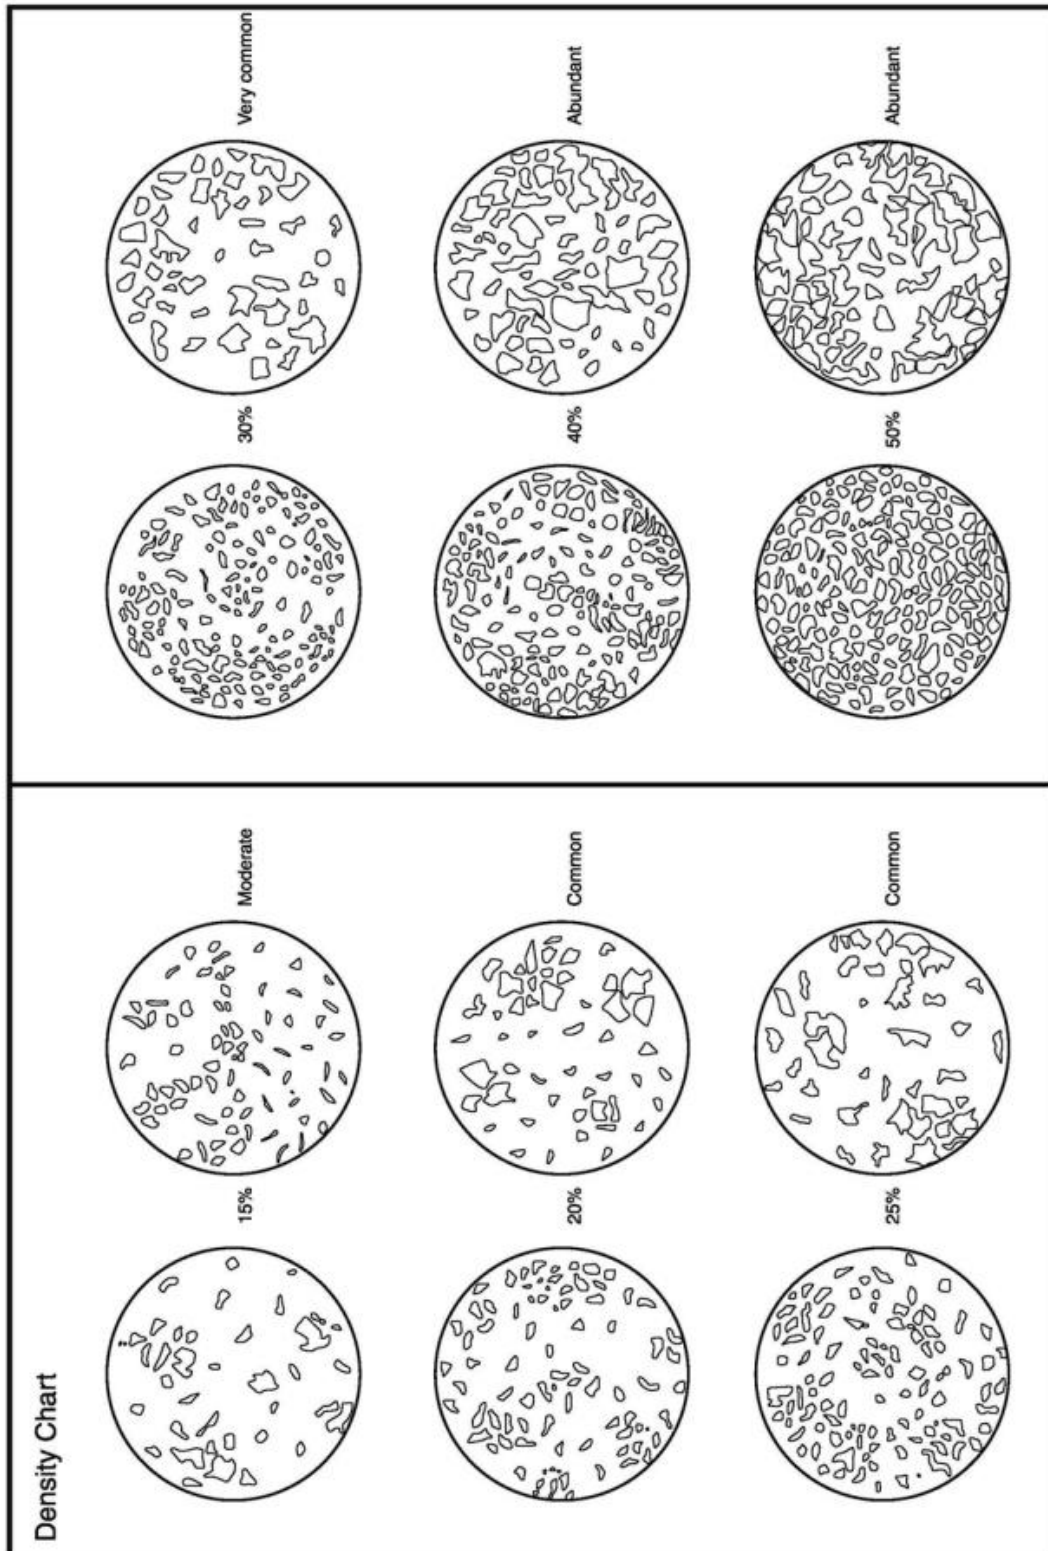 Density Chart
15%
Moderate
20%
Common
25%
Common
30%
Very common
40%
Abundant
50%
Abundant